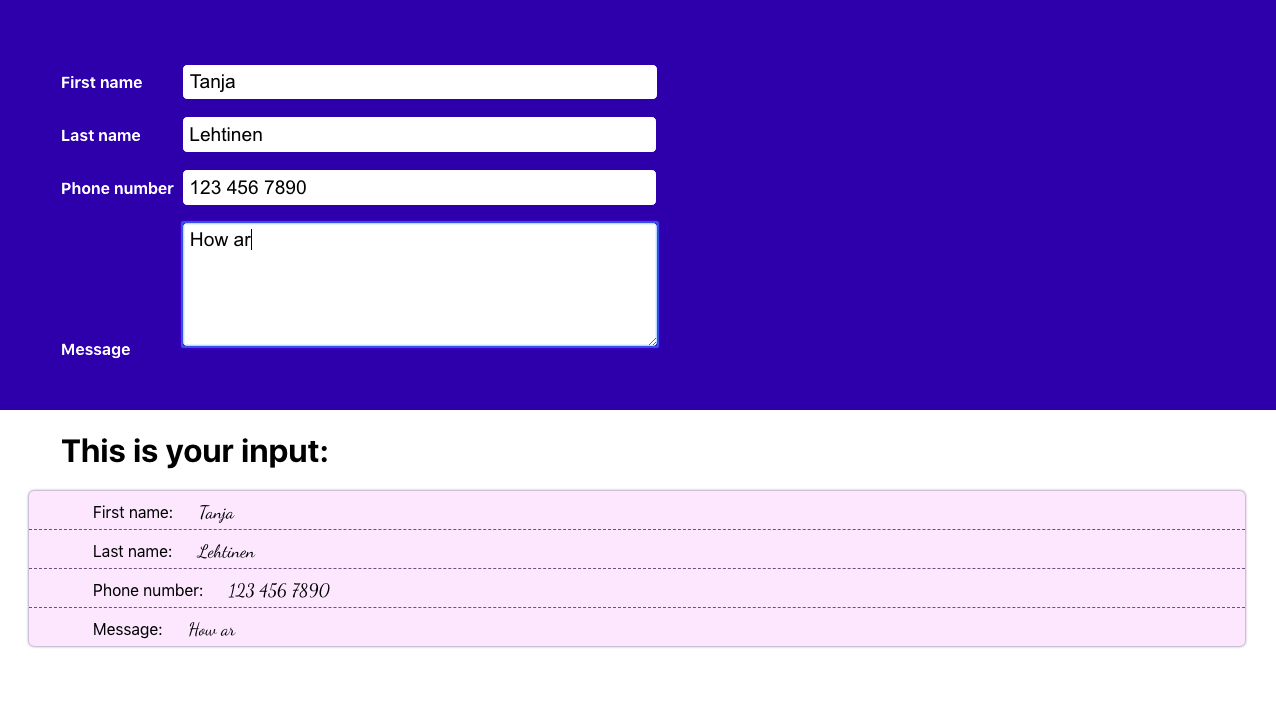 First name Tanja
Last name Lehtinen
Phone number 123 456 7890
How ar
Message
This is your input:
First name: Tanja
Last name: Lehtinen
Phone number: 123 456 7890
Message: How ar